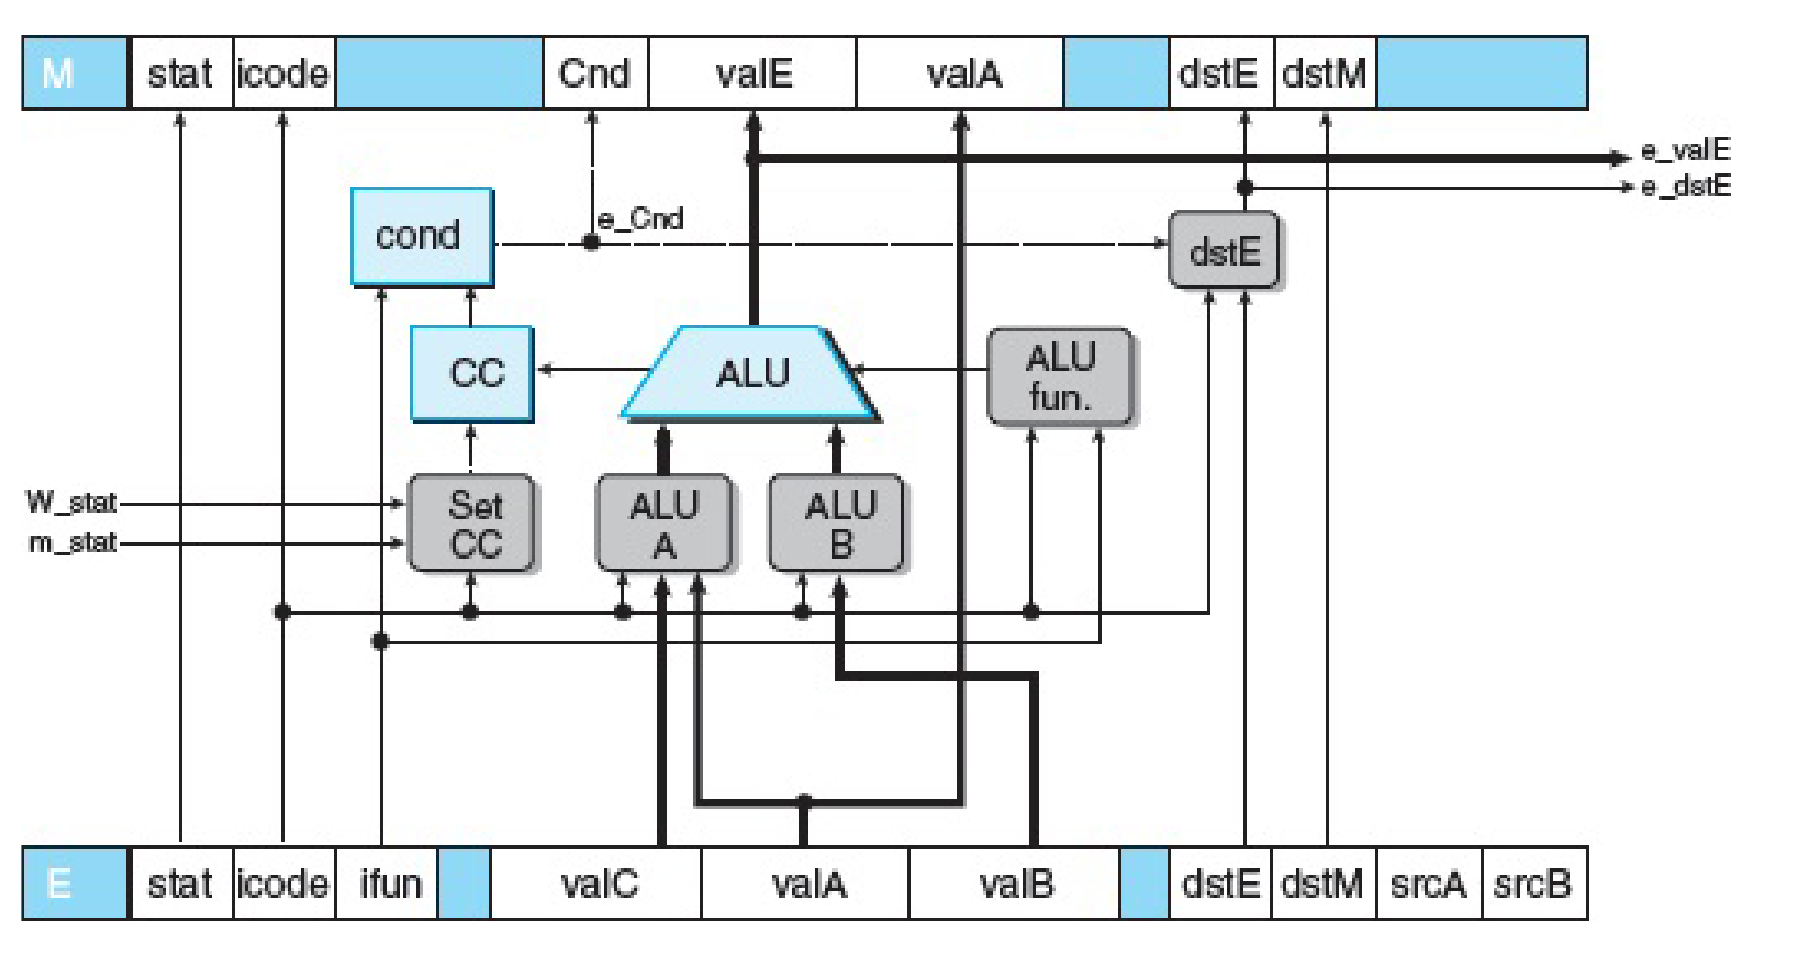 M stat icode Cnd valE valA dstE dstM
e_valE
e_dstE
e_Cnd
cond
dstE
CC
ALU
ALU
fun.
W_stat
m_stat
Set
CC
ALU
A
ALU
B
E stat icode ifun valC valA valB dstE dstM srcA srcB